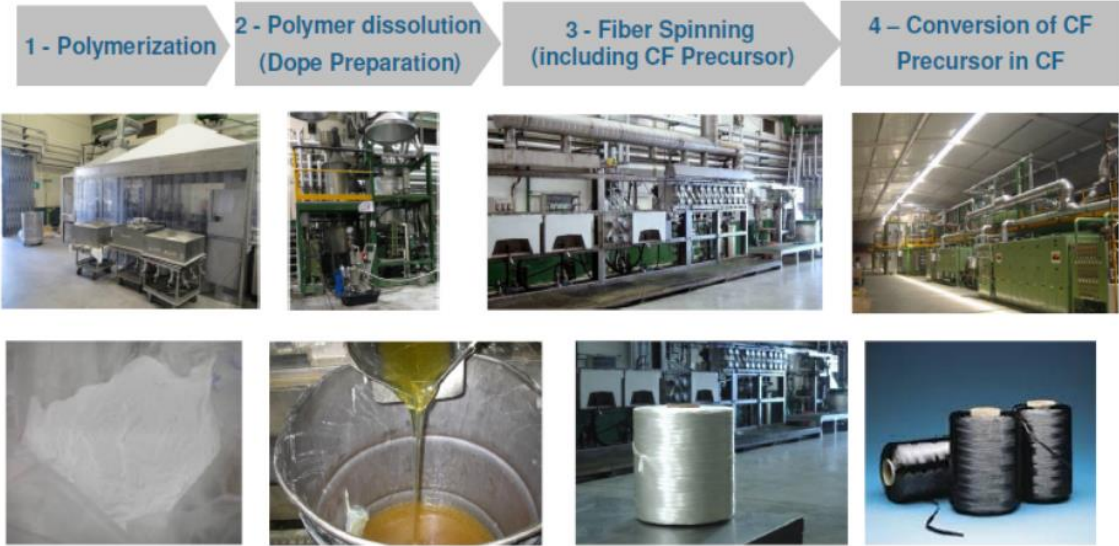 1 - Polymerization
2 - Polymer dissolution
(Dope Preparation)
3 - Fiber Spinning
(including CF Precursor)
4 – Conversion of CF
Precursor in CF